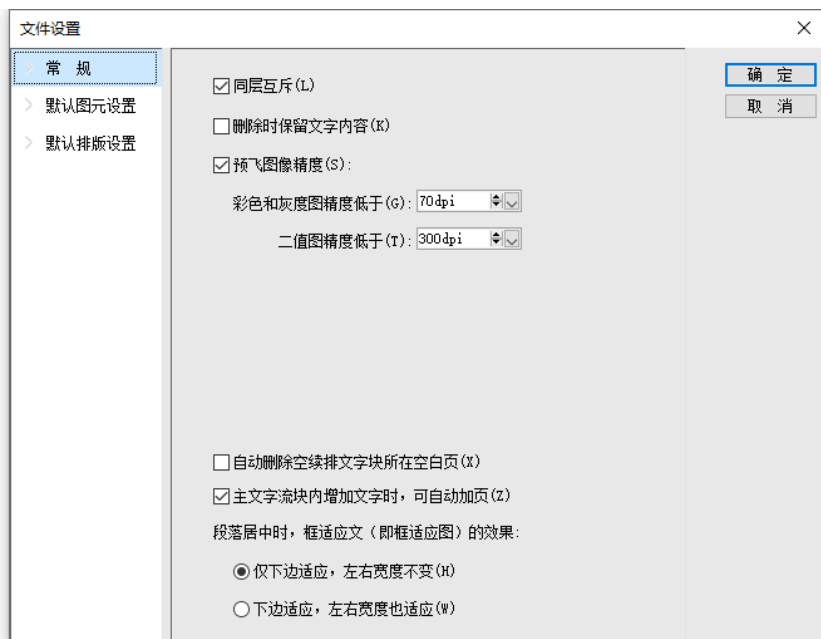 文件设置
常 规
默认图元设置
默认排版设置
同层互斥(L)
删除时保留文字内容(K)
预飞图像精度(S):
彩色和灰度图精度低于(G): 70dpi
二值图精度低于(T): 300dpi
自动删除空续排文字块所在空白页(X)
主文字流块内增加文字时，可自动加页(Z)
段落居中时，框适应文（即框适应图）的效果:
仅下边适应，左右宽度不变(H)
下边适应，左右宽度也适应(W)
确 定
取 消